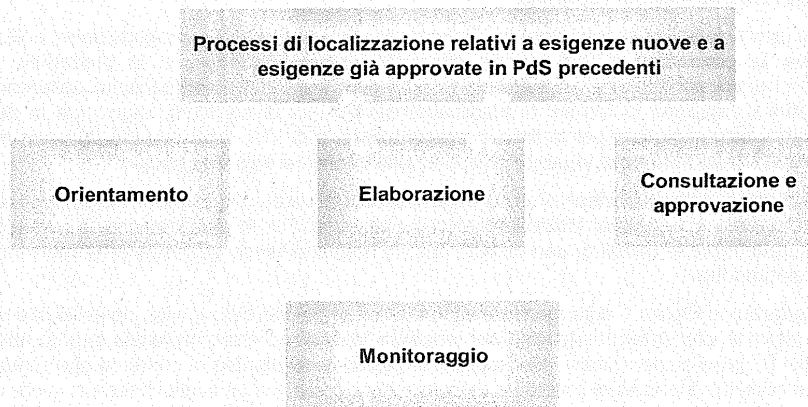 Processi di localizzazione relativi a esigenze nuove e a
esigenze già approvate in PdS precedenti
Orientamento
Elaborazione
Consultazione e
approvazione
Monitoraggio